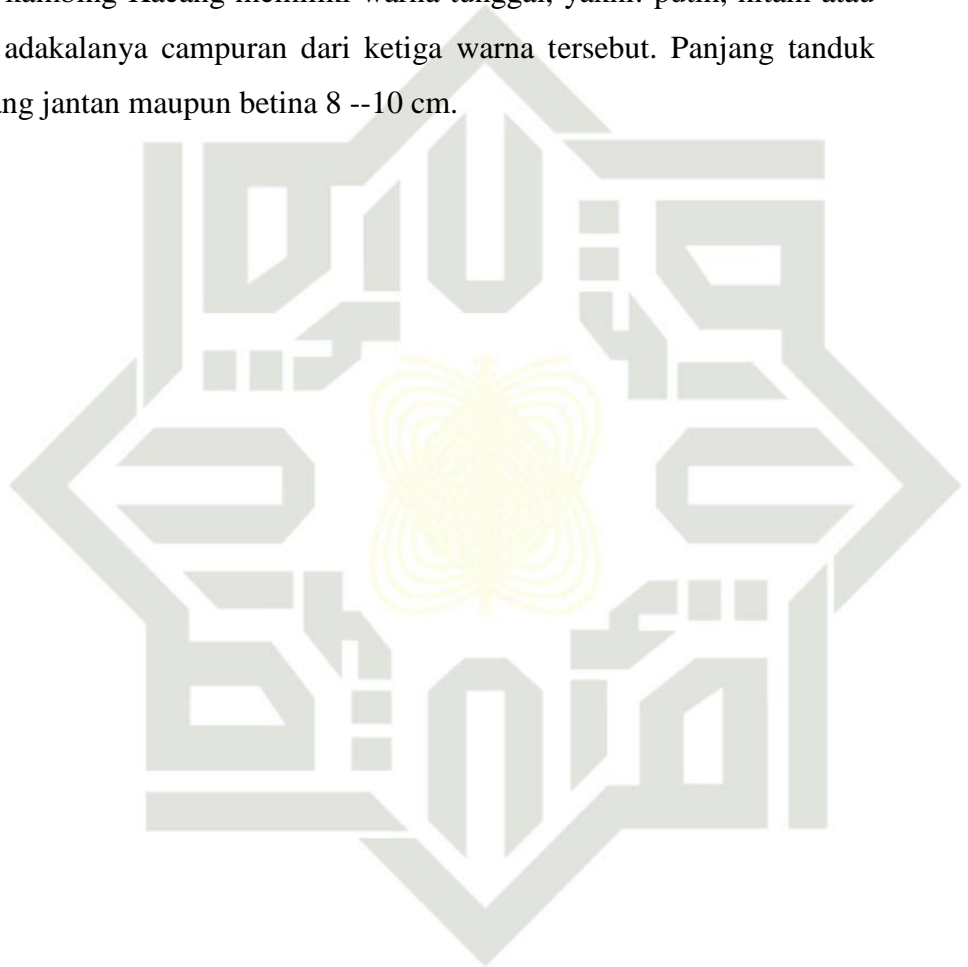 kambing Kacang memiliki warna tunggal, yakni: putih, hitam atau
adakalanya campuran dari ketiga warna tersebut. Panjang tanduk
jantan maupun betina 8 --10 cm.